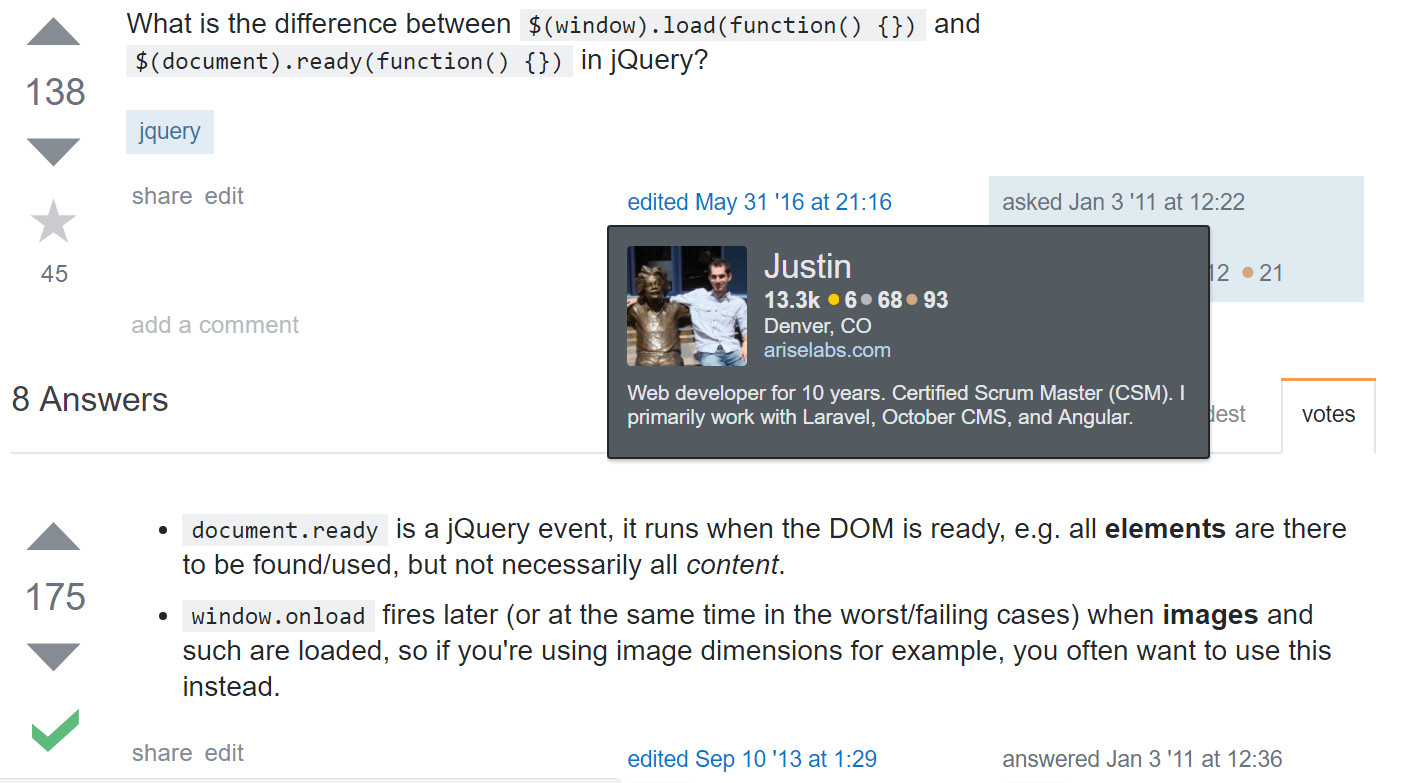 What is the difference between $(window).load(function() {}) and
$(document).ready(function() {}) in jQuery?
138
jquery
share edit
edited May 31 '16 at 21:16
asked Jan 3 '11 at 12:22
45
Justin
13.3k 6 68 93
Denver, CO
ariselabs.com
Web developer for 10 years. Certified Scrum Master (CSM). I
primarily work with Laravel, October CMS, and Angular.
12 21
add a comment
8 Answers
votes
175
• document.ready is a jQuery event, it runs when the DOM is ready, e.g. all elements are there
to be found/used, but not necessarily all content.
• window.onload fires later (or at the same time in the worst/failing cases) when images and
such are loaded, so if you're using image dimensions for example, you often want to use this
instead.
share edit
edited Sep 10 '13 at 1:29
answered Jan 3 '11 at 12:36